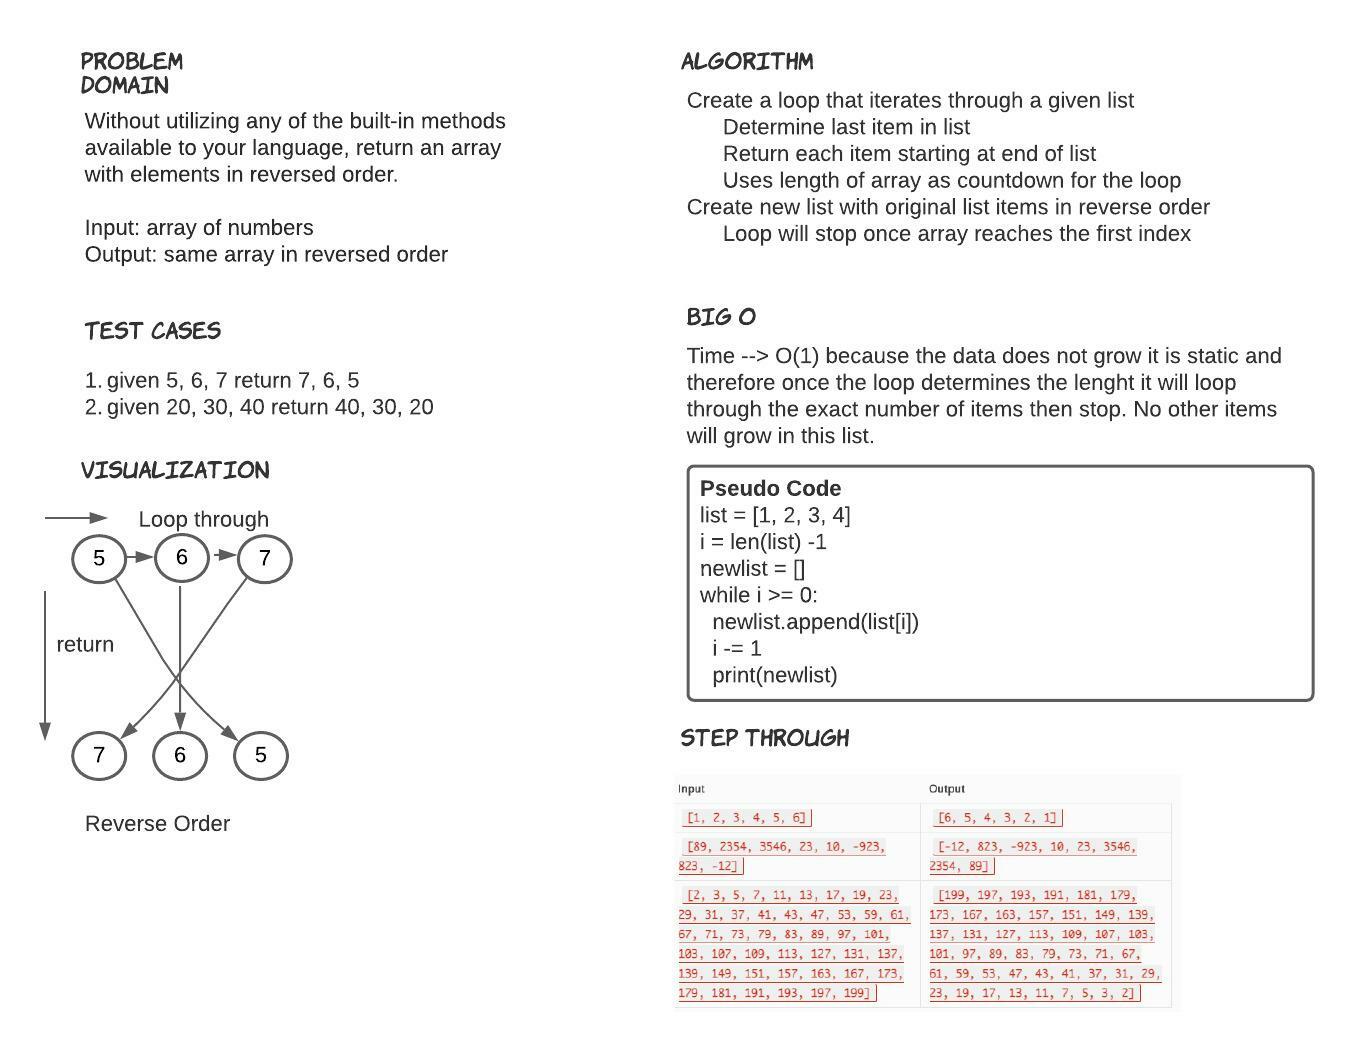 PROBLEM
DOMAIN
Without utilizing any of the built-in methods
available to your language, return an array
with elements in reversed order.
Input: array of numbers
Output: same array in reversed order
TEST CASES
1. given 5, 6, 7 return 7, 6, 5
2. given 20, 30, 40 return 40, 30, 20
VISUALIZATION
Loop through
5 6 7
return
7 6 5
Reverse Order
ALGORITHM
Create a loop that iterates through a given list
Determine last item in list
Return each item starting at end of list
Uses length of array as countdown for the loop
Create new list with original list items in reverse order
Loop will stop once array reaches the first index
BIG O
Time --> O(1) because the data does not grow it is static and
therefore once the loop determines the lenght it will loop
through the exact number of items then stop. No other items
will grow in this list.
Pseudo Code
list = [1, 2, 3, 4]
i = len(list) -1
newlist = []
while i >= 0:
newlist.append(list[i])
i -= 1
print(newlist)
STEP THROUGH
Input Output
[1, 2, 3, 4, 5, 6] [6, 5, 4, 3, 2, 1]
[89, 2354, 3546, 23, 10, -923,
823, -12]
[-12, 823, -923, 10, 23, 3546,
2354, 89]
[2, 3, 5, 7, 11, 13, 17, 19, 23,
29, 31, 37, 41, 43, 47, 53, 59, 61,
67, 71, 73, 79, 83, 89, 97, 101,
103, 107, 109, 113, 127, 131, 137,
139, 149, 151, 157, 163, 167, 173,
179, 181, 191, 193, 197, 199]
[199, 197, 193, 191, 181, 179,
173, 167, 163, 157, 151, 149, 139,
137, 131, 127, 113, 109, 107, 103,
101, 97, 89, 83, 79, 73, 71, 67,
61, 59, 53, 47, 43, 41, 37, 31, 29,
23, 19, 17, 13, 11, 7, 5, 3, 2]